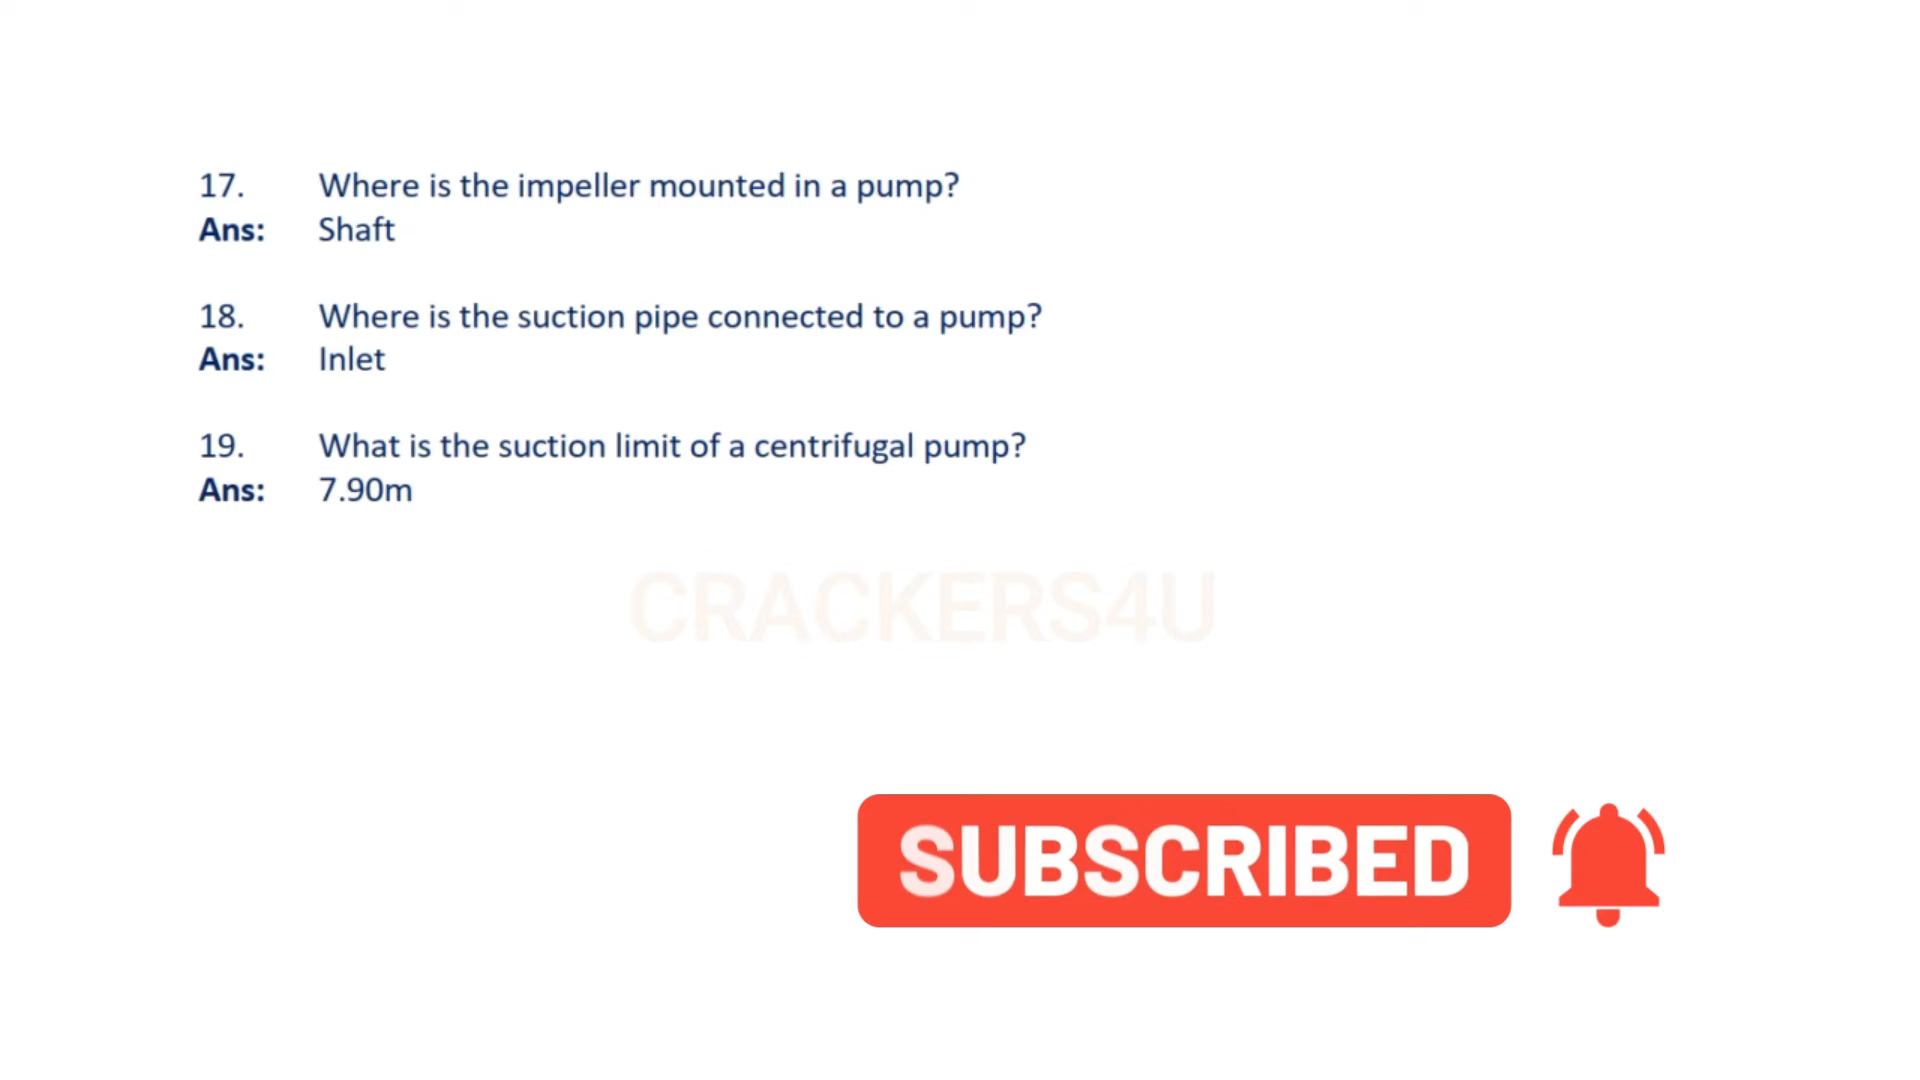 17. Where is the impeller mounted in a pump?
Ans: Shaft
18. Where is the suction pipe connected to a pump?
Ans: Inlet
19. What is the suction limit of a centrifugal pump?
Ans: 7.90m
CRACKERS4U
SUBSCRIBED